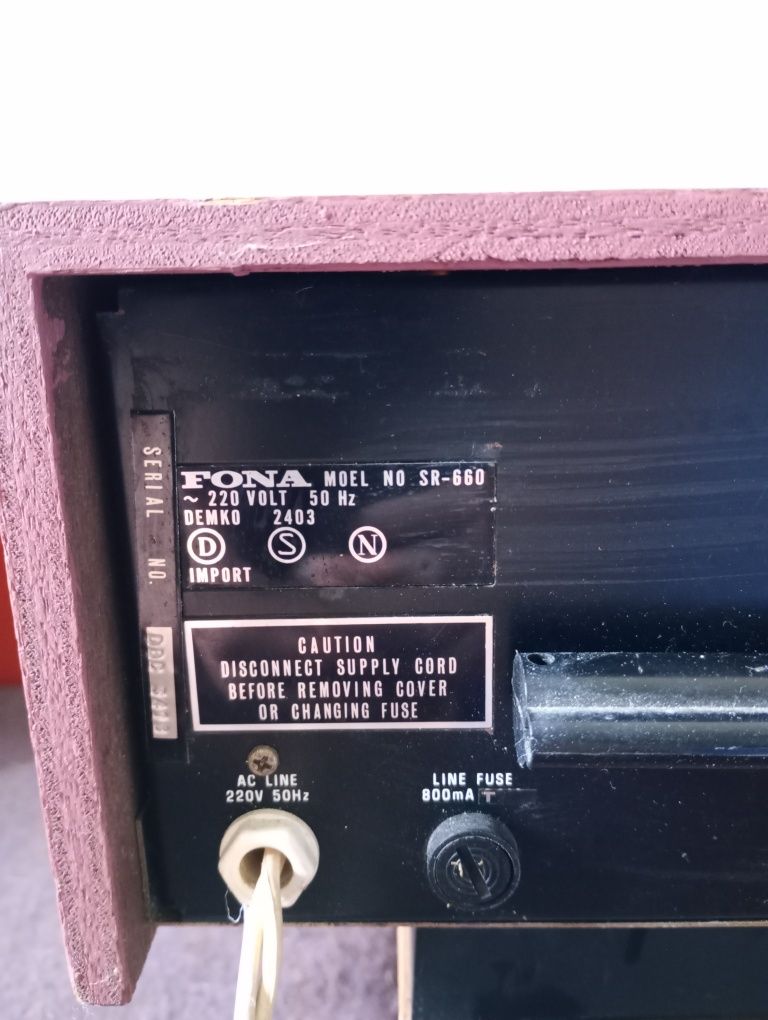 SERIAL NO.
FONA MOEL NO SR-660
~ 220 VOLT 50 Hz
DEMKO 2403
D S N
IMPORT
CAUTION
DISCONNECT SUPPLY CORD
BEFORE REMOVING COVER
OR CHANGING FUSE
AC LINE
220V 50Hz
LINE FUSE
800mA T